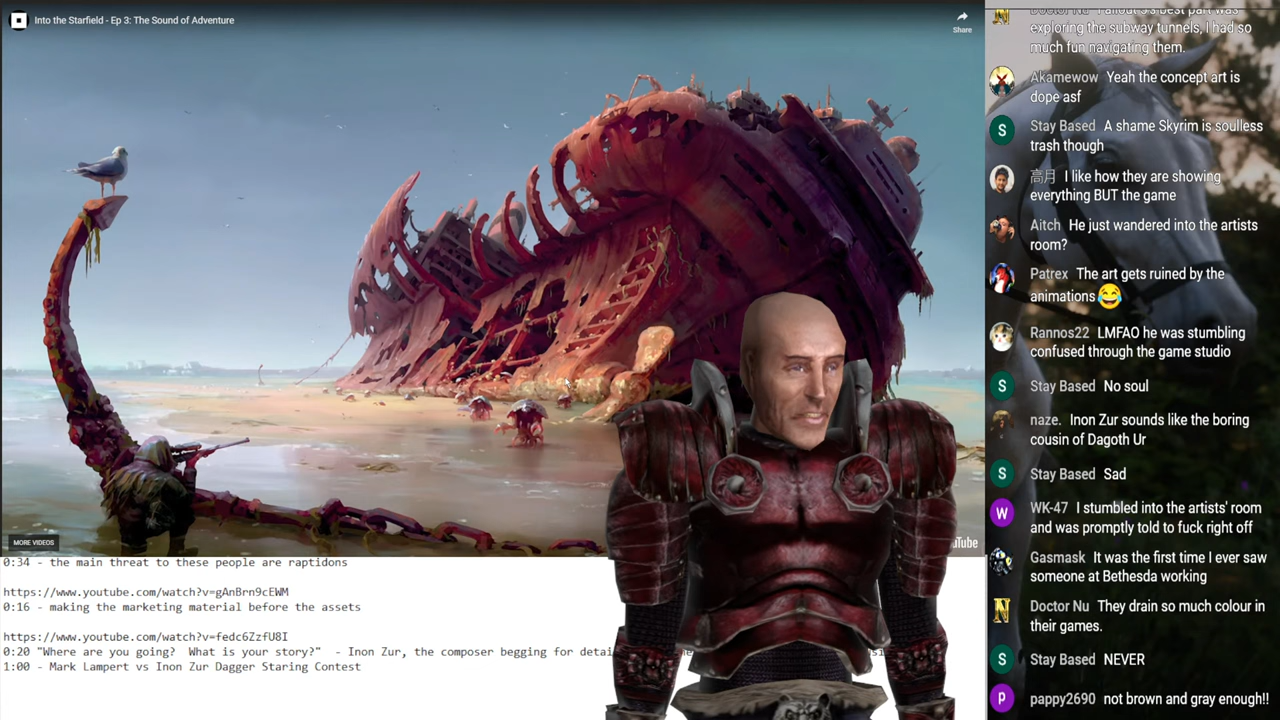 Into the Starfield - Ep 3: The Sound of Adventure
Share
MORE VIDEOS
0:34 - the main threat to these people are raptidons
https://www.youtube.com/watch?v=gAnBrn9cEWM
0:16 - making the marketing material before the assets
https://www.youtube.com/watch?v=fedc6ZzfU8I
0:20 "Where are you going?  What is your story?"  - Inon Zur, the composer begging for detai
1:00 - Mark Lampert vs Inon Zur Dagger Staring Contest
Doctor Nu Fallout 3's best part was
exploring the subway tunnels, I had so
much fun navigating them.
Akamewow Yeah the concept art is
dope asf
S Stay Based A shame Skyrim is soulless
trash though
高月 I like how they are showing
everything BUT the game
Aitch He just wandered into the artists
room?
Patrex The art gets ruined by the
animations😂
Rannos22 LMFAO he was stumbling
confused through the game studio
S Stay Based No soul
naze. Inon Zur sounds like the boring
cousin of Dagoth Ur
S Stay Based Sad
W WK-47 I stumbled into the artists' room
and was promptly told to fuck right off
Gasmask It was the first time I ever saw
someone at Bethesda working
N Doctor Nu They drain so much colour in
their games.
S Stay Based NEVER
p pappy2690 not brown and gray enough!!